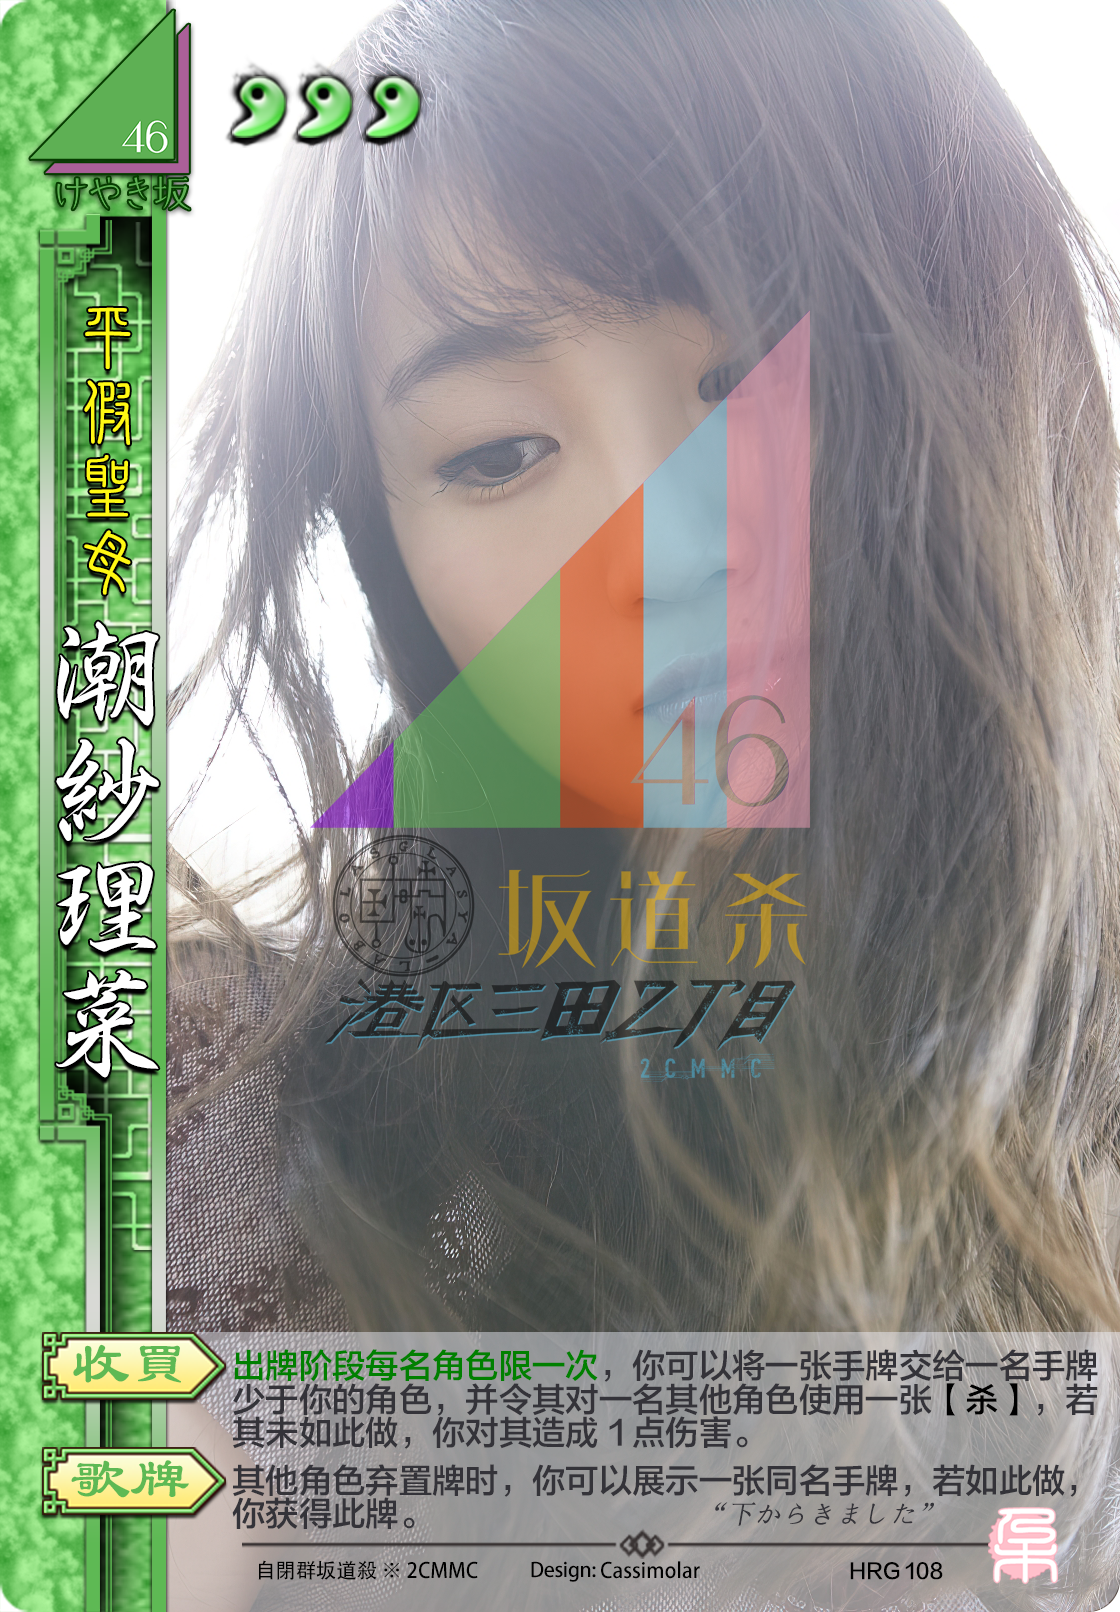 46
けやき坂
平假聖母
潮紗理菜
46
GLASYALABOLAS
坂道杀
港区三田2丁目
2CMMC
收買
出牌阶段每名角色限一次，你可以将一张手牌交给一名手牌
少于你的角色，并令其对一名其他角色使用一张【杀】，若
其未如此做，你对其造成 1点伤害。
歌牌
其他角色弃置牌时，你可以展示一张同名手牌，若如此做，
你获得此牌。
“下からきました”
自閉群坂道殺 ※ 2CMMC
Design: Cassimolar
HRG 108